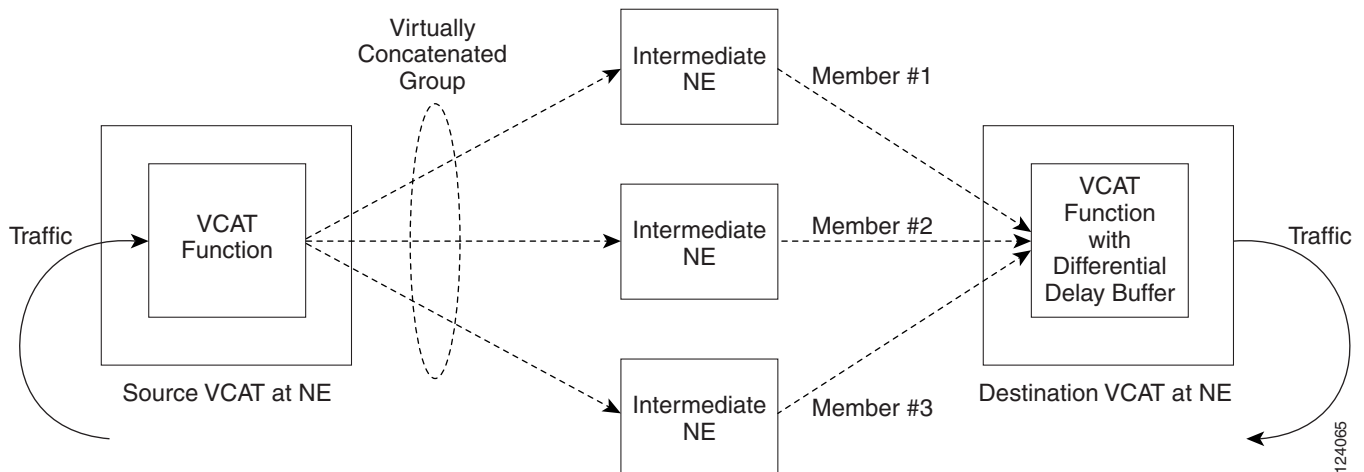 Virtually
Concatenated
Group
Intermediate
NE
Member #1
Traffic
VCAT
Function
Source VCAT at NE
Intermediate
NE
Member #2
VCAT
Function
with
Differential
Delay Buffer
Traffic
Destination VCAT at NE
Intermediate
NE
Member #3
124065